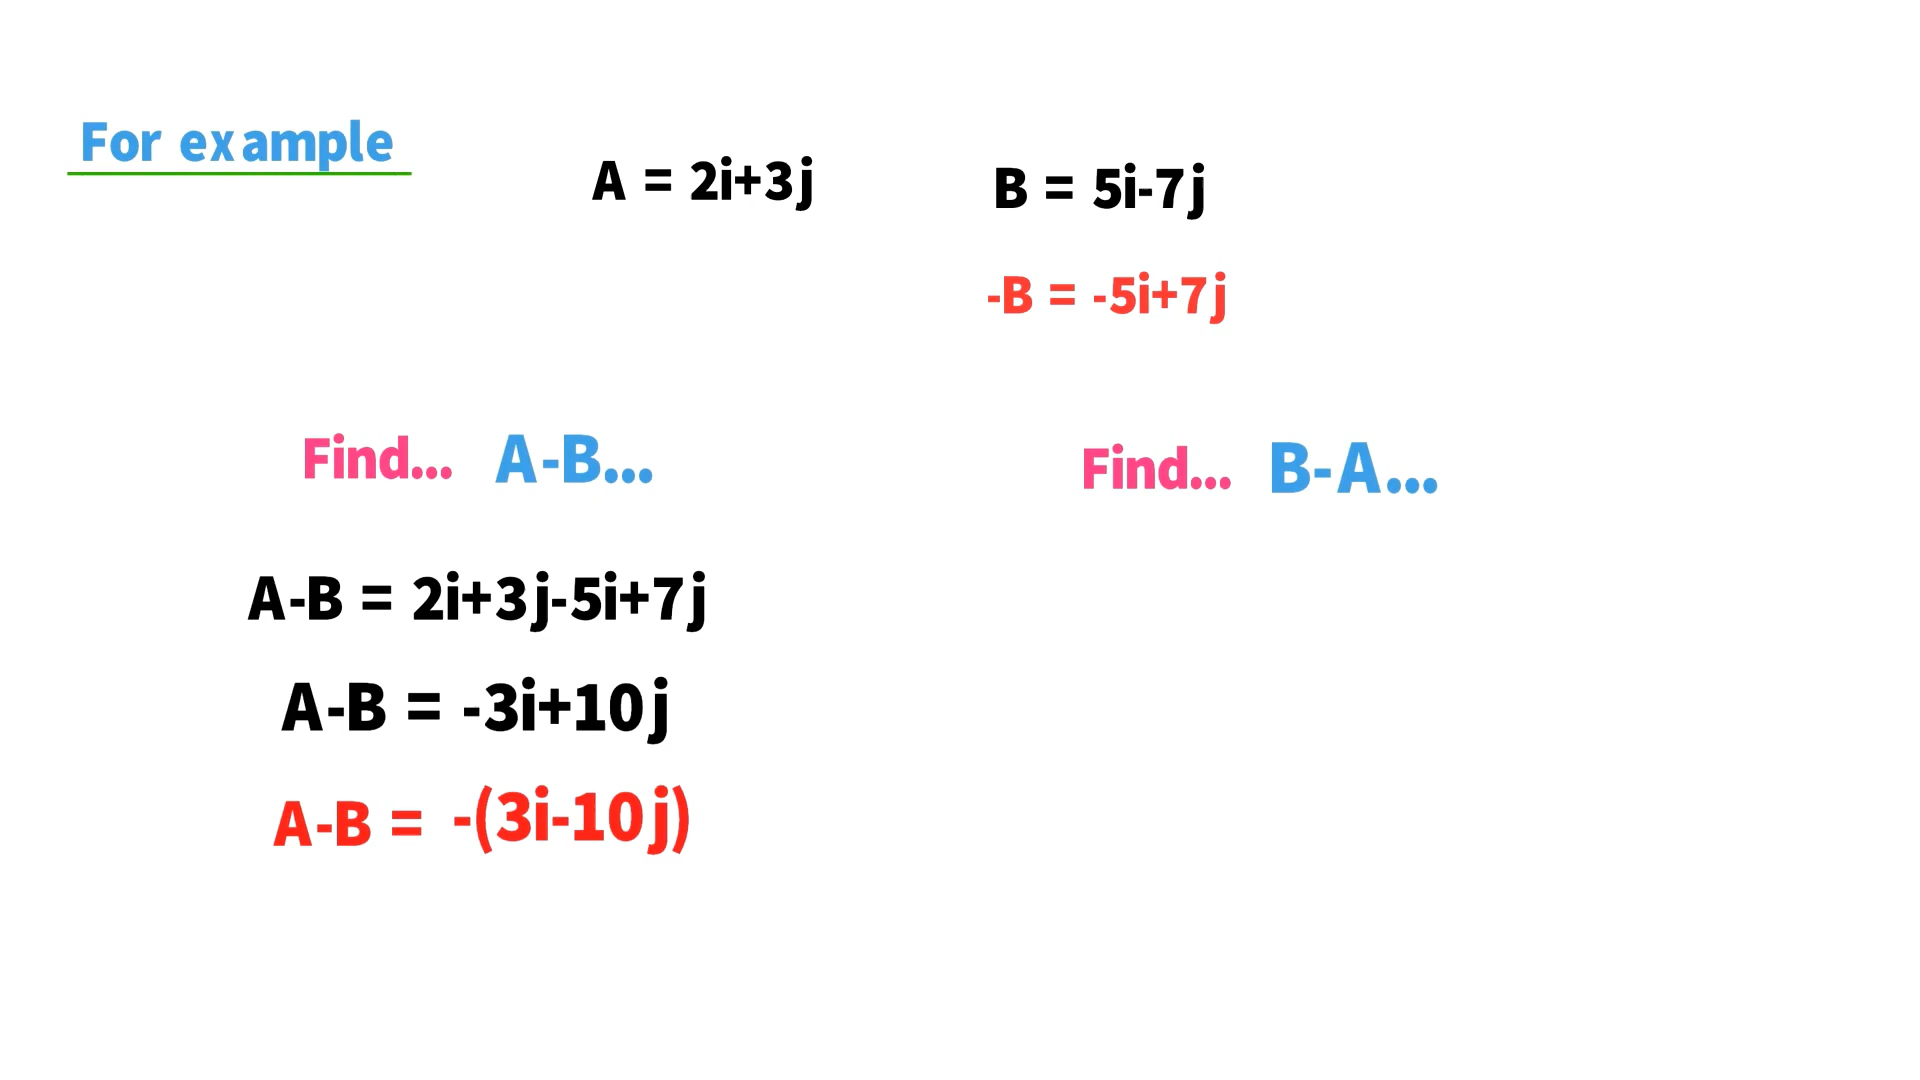 For example
A = 2i+3j
B = 5i-7j
-B = -5i+7j
Find... A-B...
Find... B-A...
A-B = 2i+3j-5i+7j
A-B = -3i+10j
A-B = -(3i-10j)